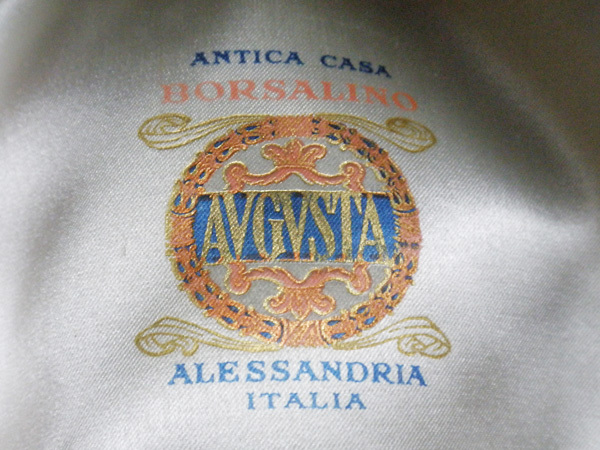 ANTICA CASA
BORSALINO
AVGVSTA
ALESSANDRIA
ITALIA